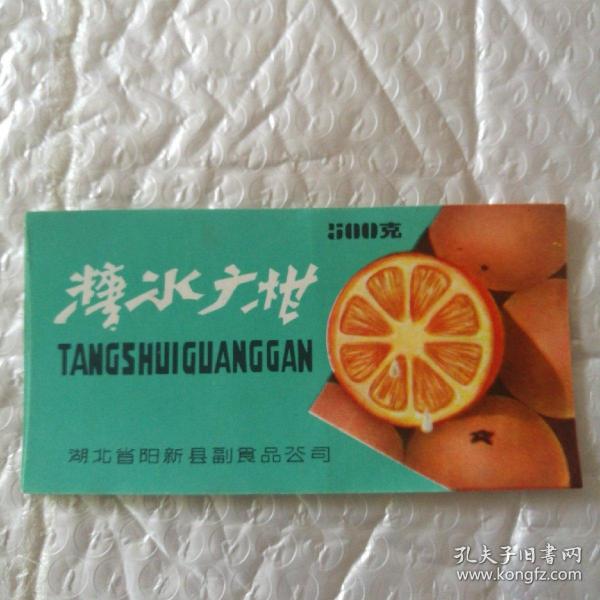 500克
糖水广柑
TANGSHUIGUANGGAN
湖北省阳新县副食品公司
孔夫子旧书网
www.kongfz.com